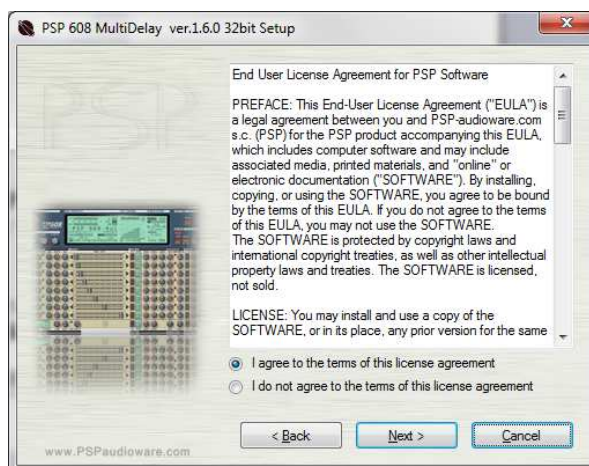 PSP 608 MultiDelay ver.1.6.0 32bit Setup
PSP
End User License Agreement for PSP Software
PREFACE: This End-User License Agreement ("EULA") is
a legal agreement between you and PSP-audioware.com
s.c. (PSP) for the PSP product accompanying this EULA,
which includes computer software and may include
associated media, printed materials, and "online" or
electronic documentation ("SOFTWARE"). By installing,
copying, or using the SOFTWARE, you agree to be bound
by the terms of this EULA. If you do not agree to the terms
of this EULA, you may not use the SOFTWARE.
The SOFTWARE is protected by copyright laws and
international copyright treaties, as well as other intellectual
property laws and treaties. The SOFTWARE is licensed,
not sold.
LICENSE: You may install and use a copy of the
SOFTWARE, or in its place, any prior version for the same
I agree to the terms of this license agreement
I do not agree to the terms of this license agreement
< Back
Next >
Cancel
www.PSPaudioware.com